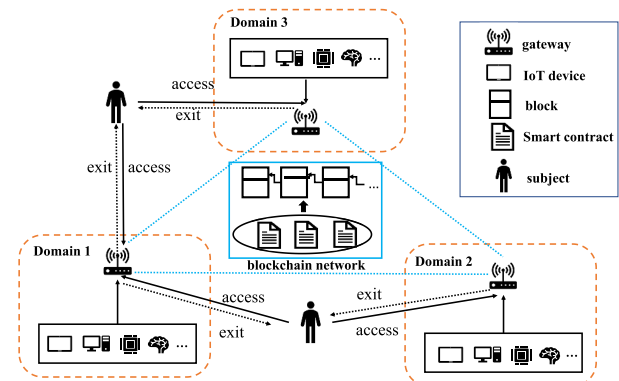 Domain 3
...
access
exit
exit
access
gateway
IoT device
block
Smart contract
subject
...
blockchain network
Domain 1
access
exit
...
Domain 2
exit
access
...